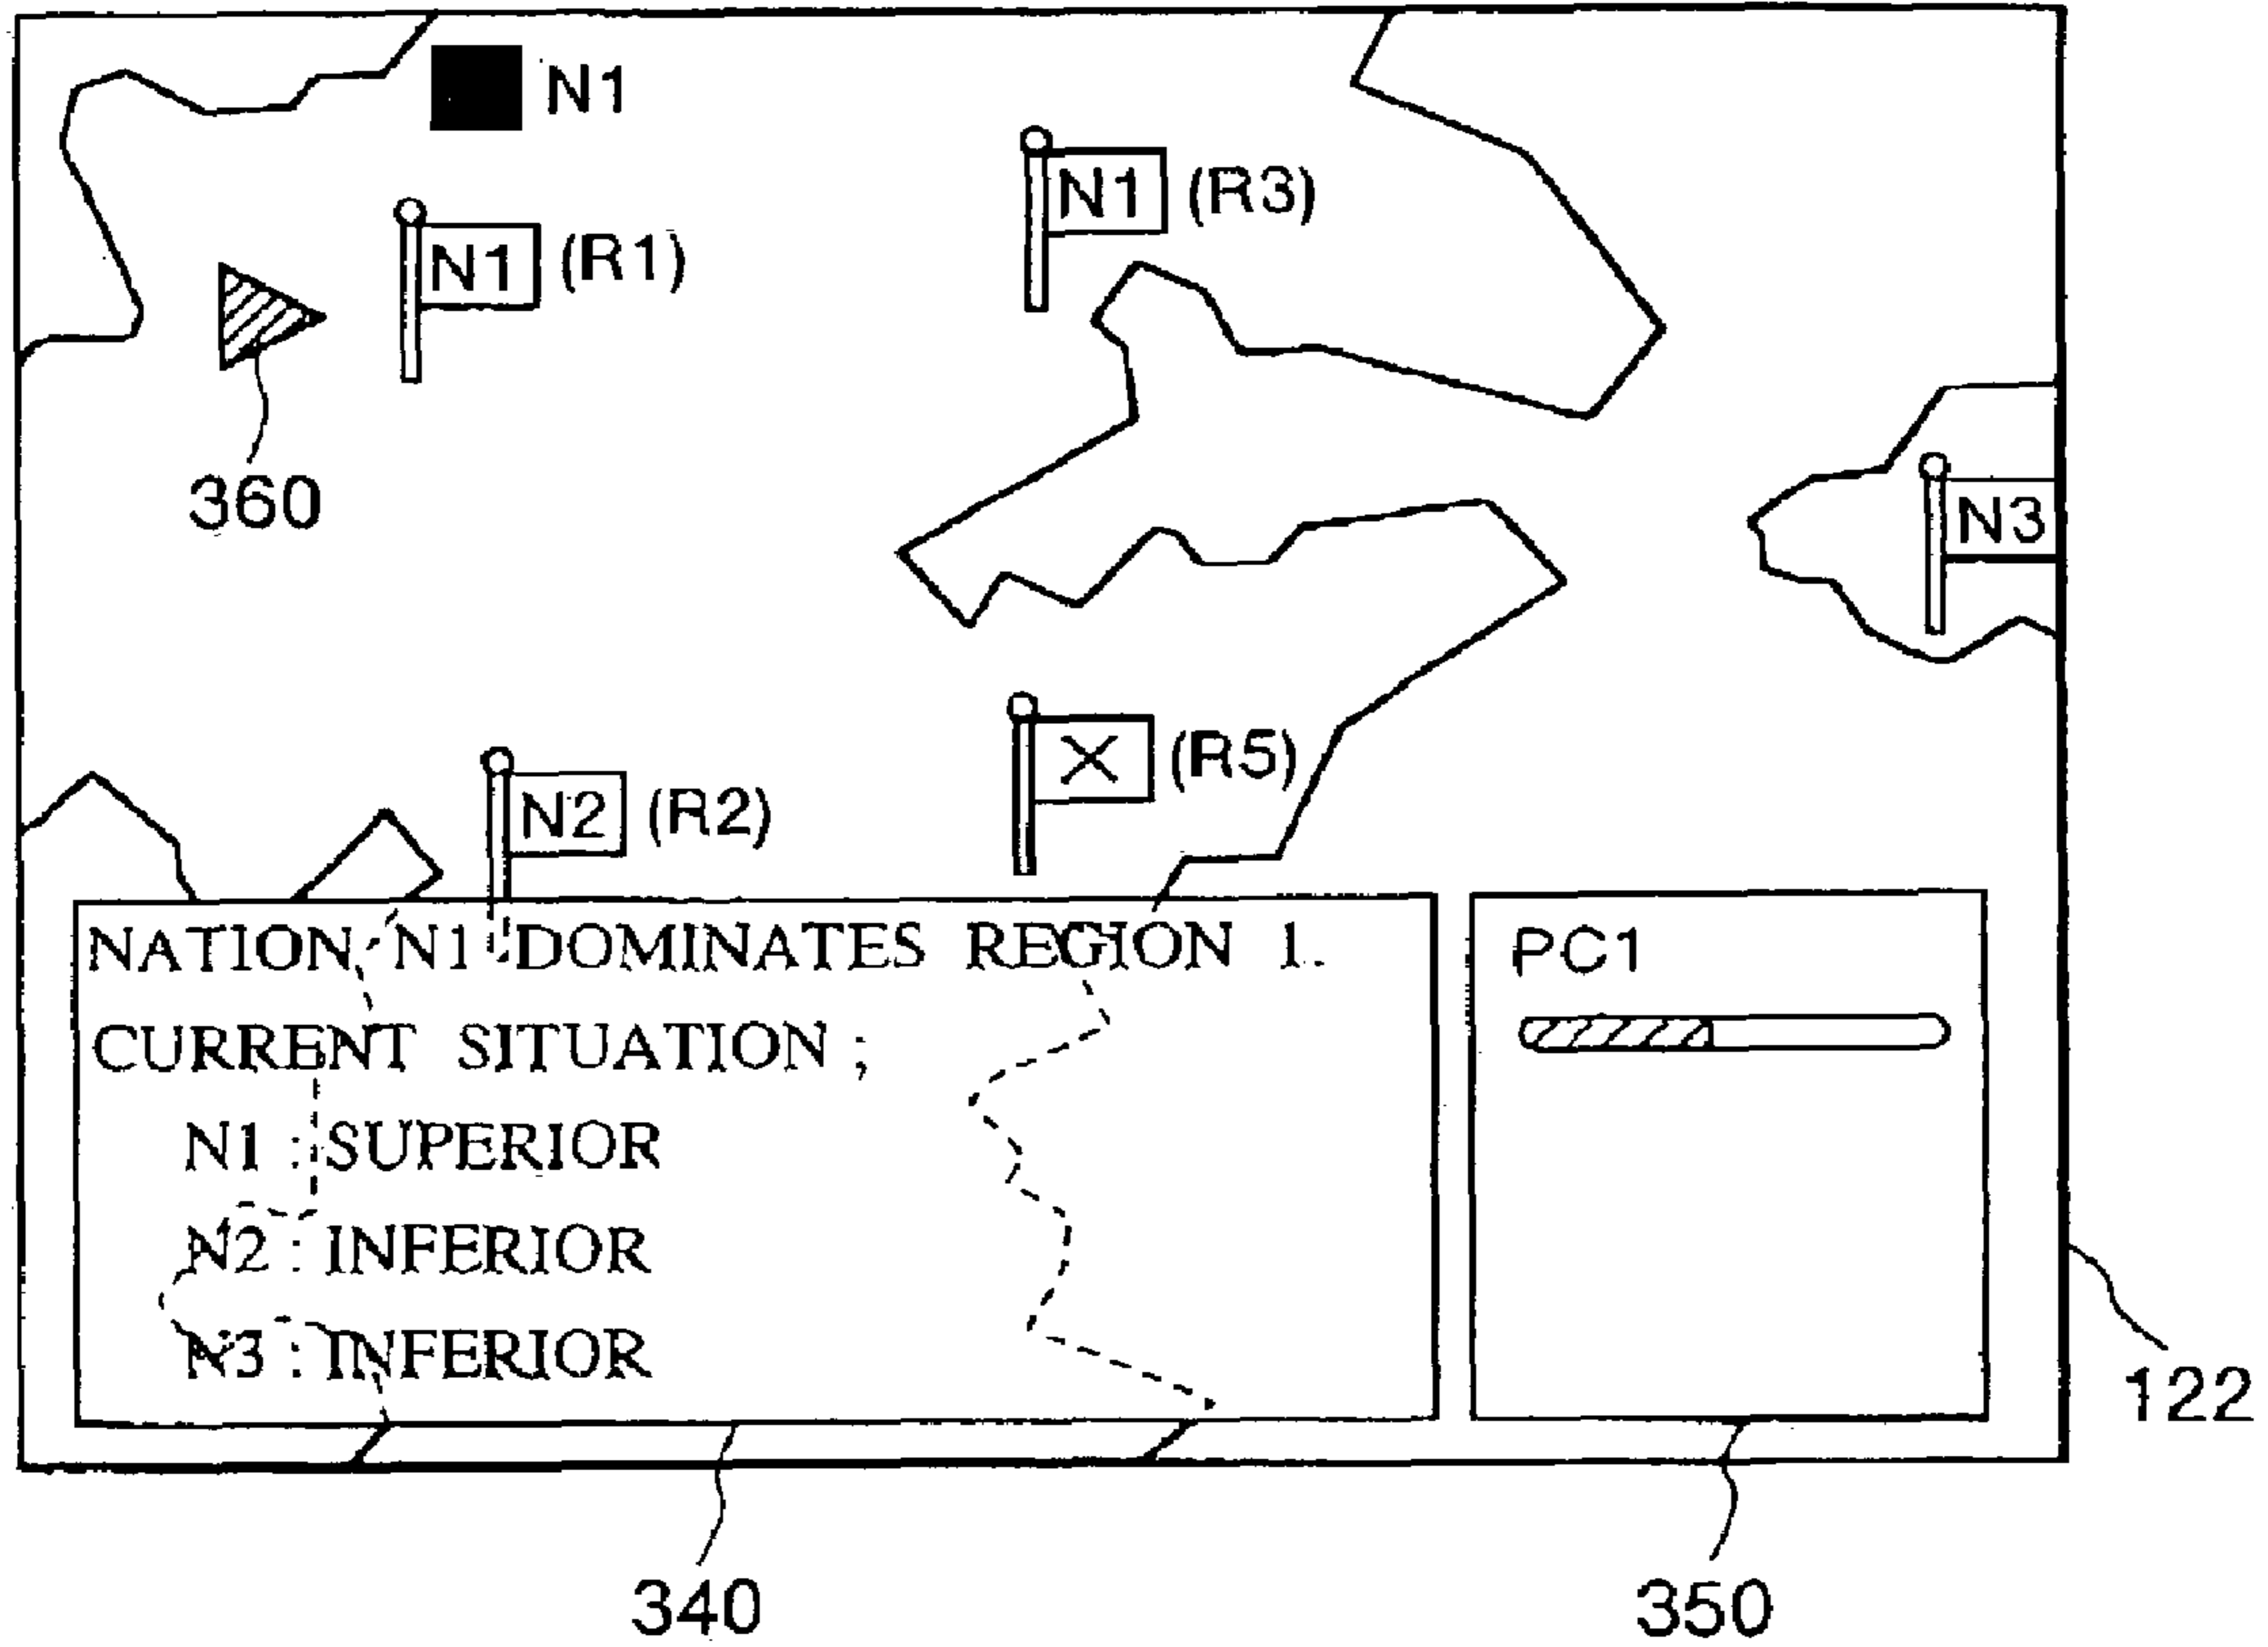 N1
N1 (R3)
N1 (R1)
360
N3
X (R5)
N2 (R2)
NATION N1 DOMINATES REGION 1.
CURRENT SITUATION ;
N1 : SUPERIOR
N2 : INFERIOR
N3 : INFERIOR
PC1
122
340
350